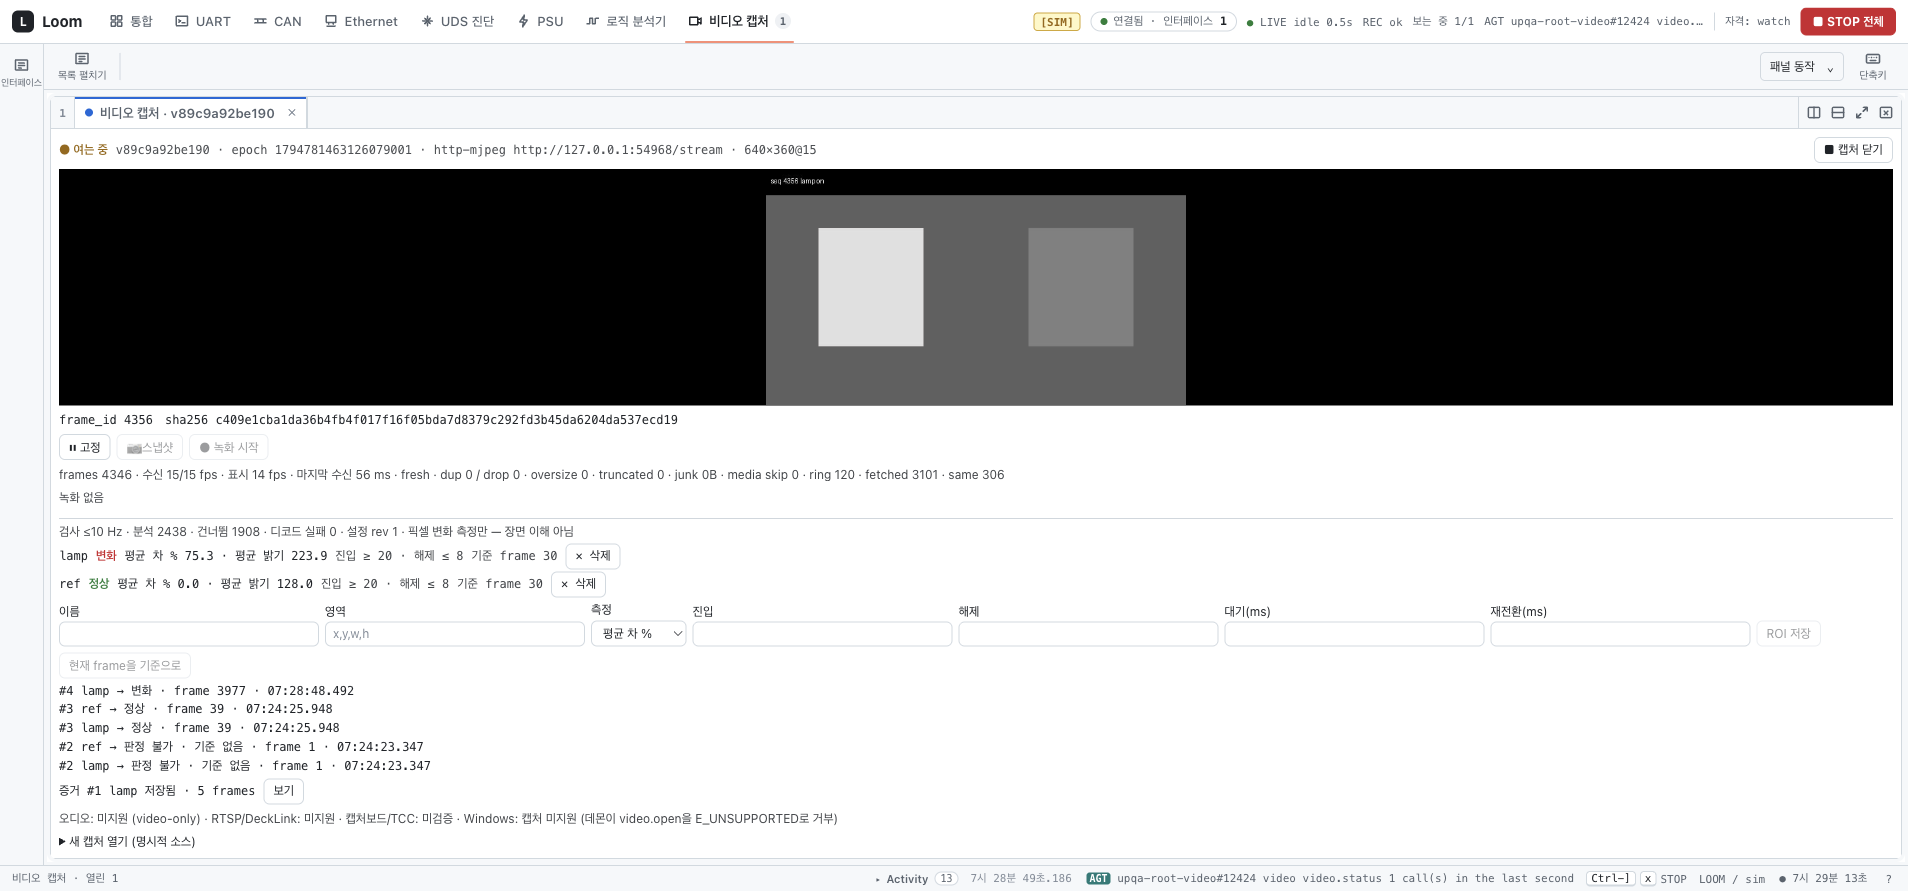 L Loom 통합 UART CAN Ethernet UDS 진단 PSU 로직 분석기 비디오 캡처 1 [SIM] 연결됨 · 인터페이스 1 LIVE idle 0.5s REC ok 보는 중 1/1 AGT upqa-root-video#12424 video.… 자격: watch STOP 전체
인터페이스
목록 펼치기 패널 동작 단축키
1 비디오 캡처 · v89c9a92be190 ×
여는 중 v89c9a92be190 · epoch 1794781463126079001 · http-mjpeg http://127.0.0.1:54968/stream · 640×360@15 캡처 닫기
seq 4356 lamp on
frame_id 4356 sha256 c409e1cba1da36b4fb4f017f16f05bda7d8379c292fd3b45da6204da537ecd19
고정 스냅샷 녹화 시작
frames 4346 · 수신 15/15 fps · 표시 14 fps · 마지막 수신 56 ms · fresh · dup 0 / drop 0 · oversize 0 · truncated 0 · junk 0B · media skip 0 · ring 120 · fetched 3101 · same 306
녹화 없음
검사 ≤10 Hz · 분석 2438 · 건너뜀 1908 · 디코드 실패 0 · 설정 rev 1 · 픽셀 변화 측정만 — 장면 이해 아님
lamp 변화 평균 차 % 75.3 · 평균 밝기 223.9 진입 ≥ 20 · 해제 ≤ 8 기준 frame 30 × 삭제
ref 정상 평균 차 % 0.0 · 평균 밝기 128.0 진입 ≥ 20 · 해제 ≤ 8 기준 frame 30 × 삭제
이름 영역 측정 진입 해제 대기(ms) 재전환(ms)
x,y,w,h 평균 차 % ROI 저장
현재 frame을 기준으로
#4 lamp → 변화 · frame 3977 · 07:28:48.492
#3 ref → 정상 · frame 39 · 07:24:25.948
#3 lamp → 정상 · frame 39 · 07:24:25.948
#2 ref → 판정 불가 · 기준 없음 · frame 1 · 07:24:23.347
#2 lamp → 판정 불가 · 기준 없음 · frame 1 · 07:24:23.347
증거 #1 lamp 저장됨 · 5 frames 보기
오디오: 미지원 (video-only) · RTSP/DeckLink: 미지원 · 캡처보드/TCC: 미검증 · Windows: 캡처 미지원 (데몬이 video.open을 E_UNSUPPORTED로 거부)
새 캡처 열기 (명시적 소스)
비디오 캡처 · 열린 1 Activity 13 7시 28분 49초.186 AGT upqa-root-video#12424 video video.status 1 call(s) in the last second Ctrl-] x STOP LOOM / sim 7시 29분 13초 ?